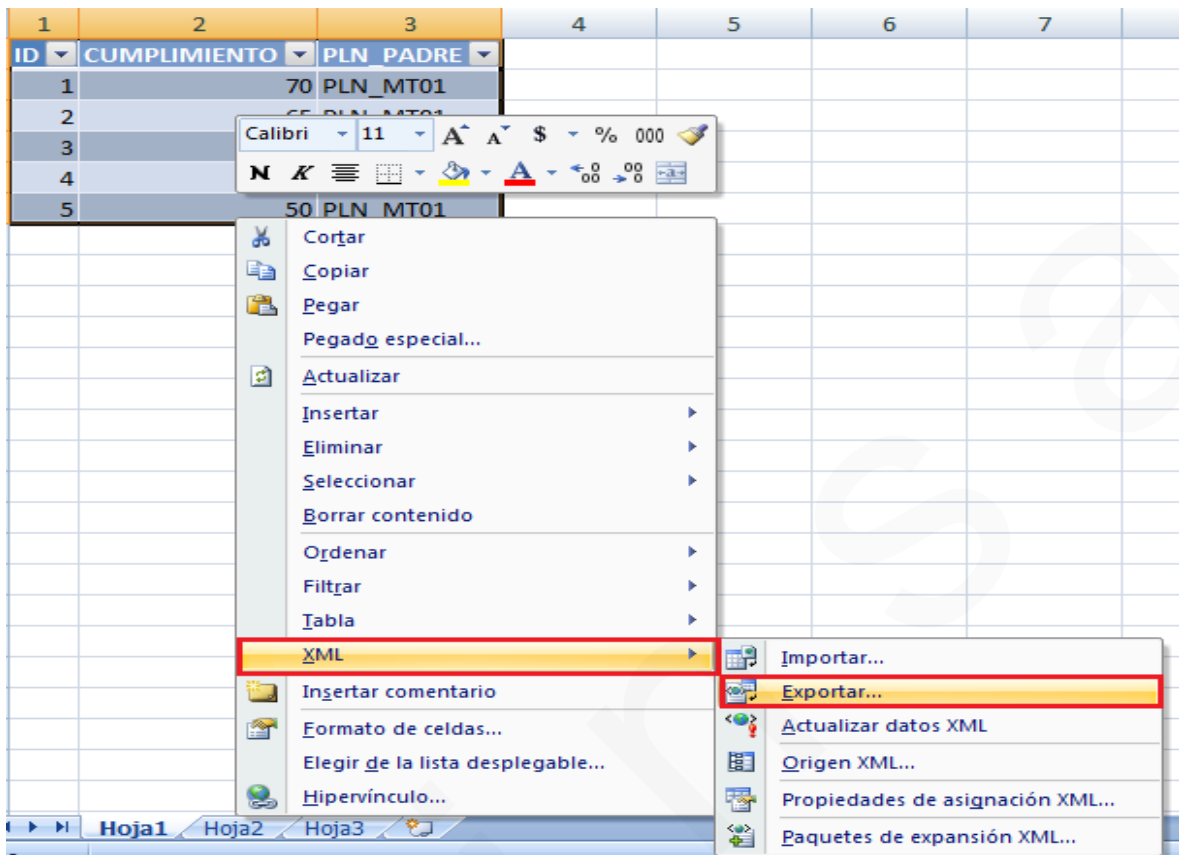 1 2 3 4 5 6 7
ID CUMPLIMIENTO PLN_PADRE
1 70 PLN_MT01
2 65 PLN_MT01
3
4
5 50 PLN_MT01
Calibri 11 A A $ % 000
N K A
Cortar
Copiar
Pegar
Pegado especial...
Actualizar
Insertar
Eliminar
Seleccionar
Borrar contenido
Ordenar
Filtrar
Tabla
XML
Insertar comentario
Formato de celdas...
Elegir de la lista desplegable...
Hipervínculo...
Importar...
Exportar...
Actualizar datos XML
Origen XML...
Propiedades de asignación XML...
Paquetes de expansión XML...
Hoja1 Hoja2 Hoja3